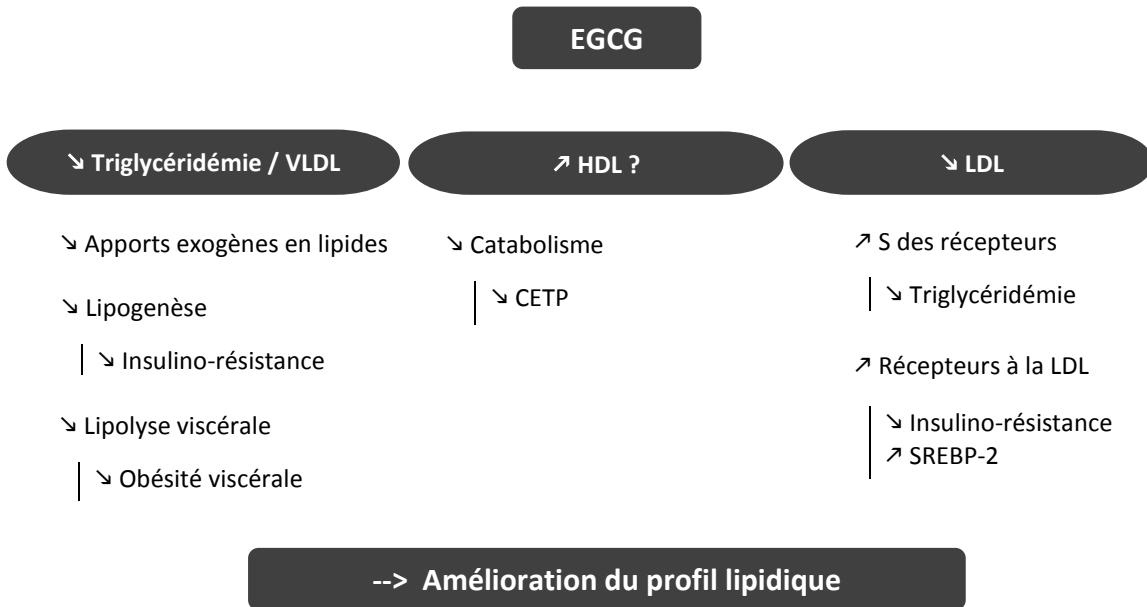 EGCG
↘ Triglycéridémie / VLDL
↘ Apports exogènes en lipides
↘ Lipogenèse
↘ Insulino-résistance
↘ Lipolyse viscérale
↘ Obésité viscérale
↗ HDL ?
↘ Catabolisme
↘ CETP
↘ LDL
↗ S des récepteurs
↘ Triglycéridémie
↗ Récepteurs à la LDL
↘ Insulino-résistance
↗ SREBP-2
--> Amélioration du profil lipidique